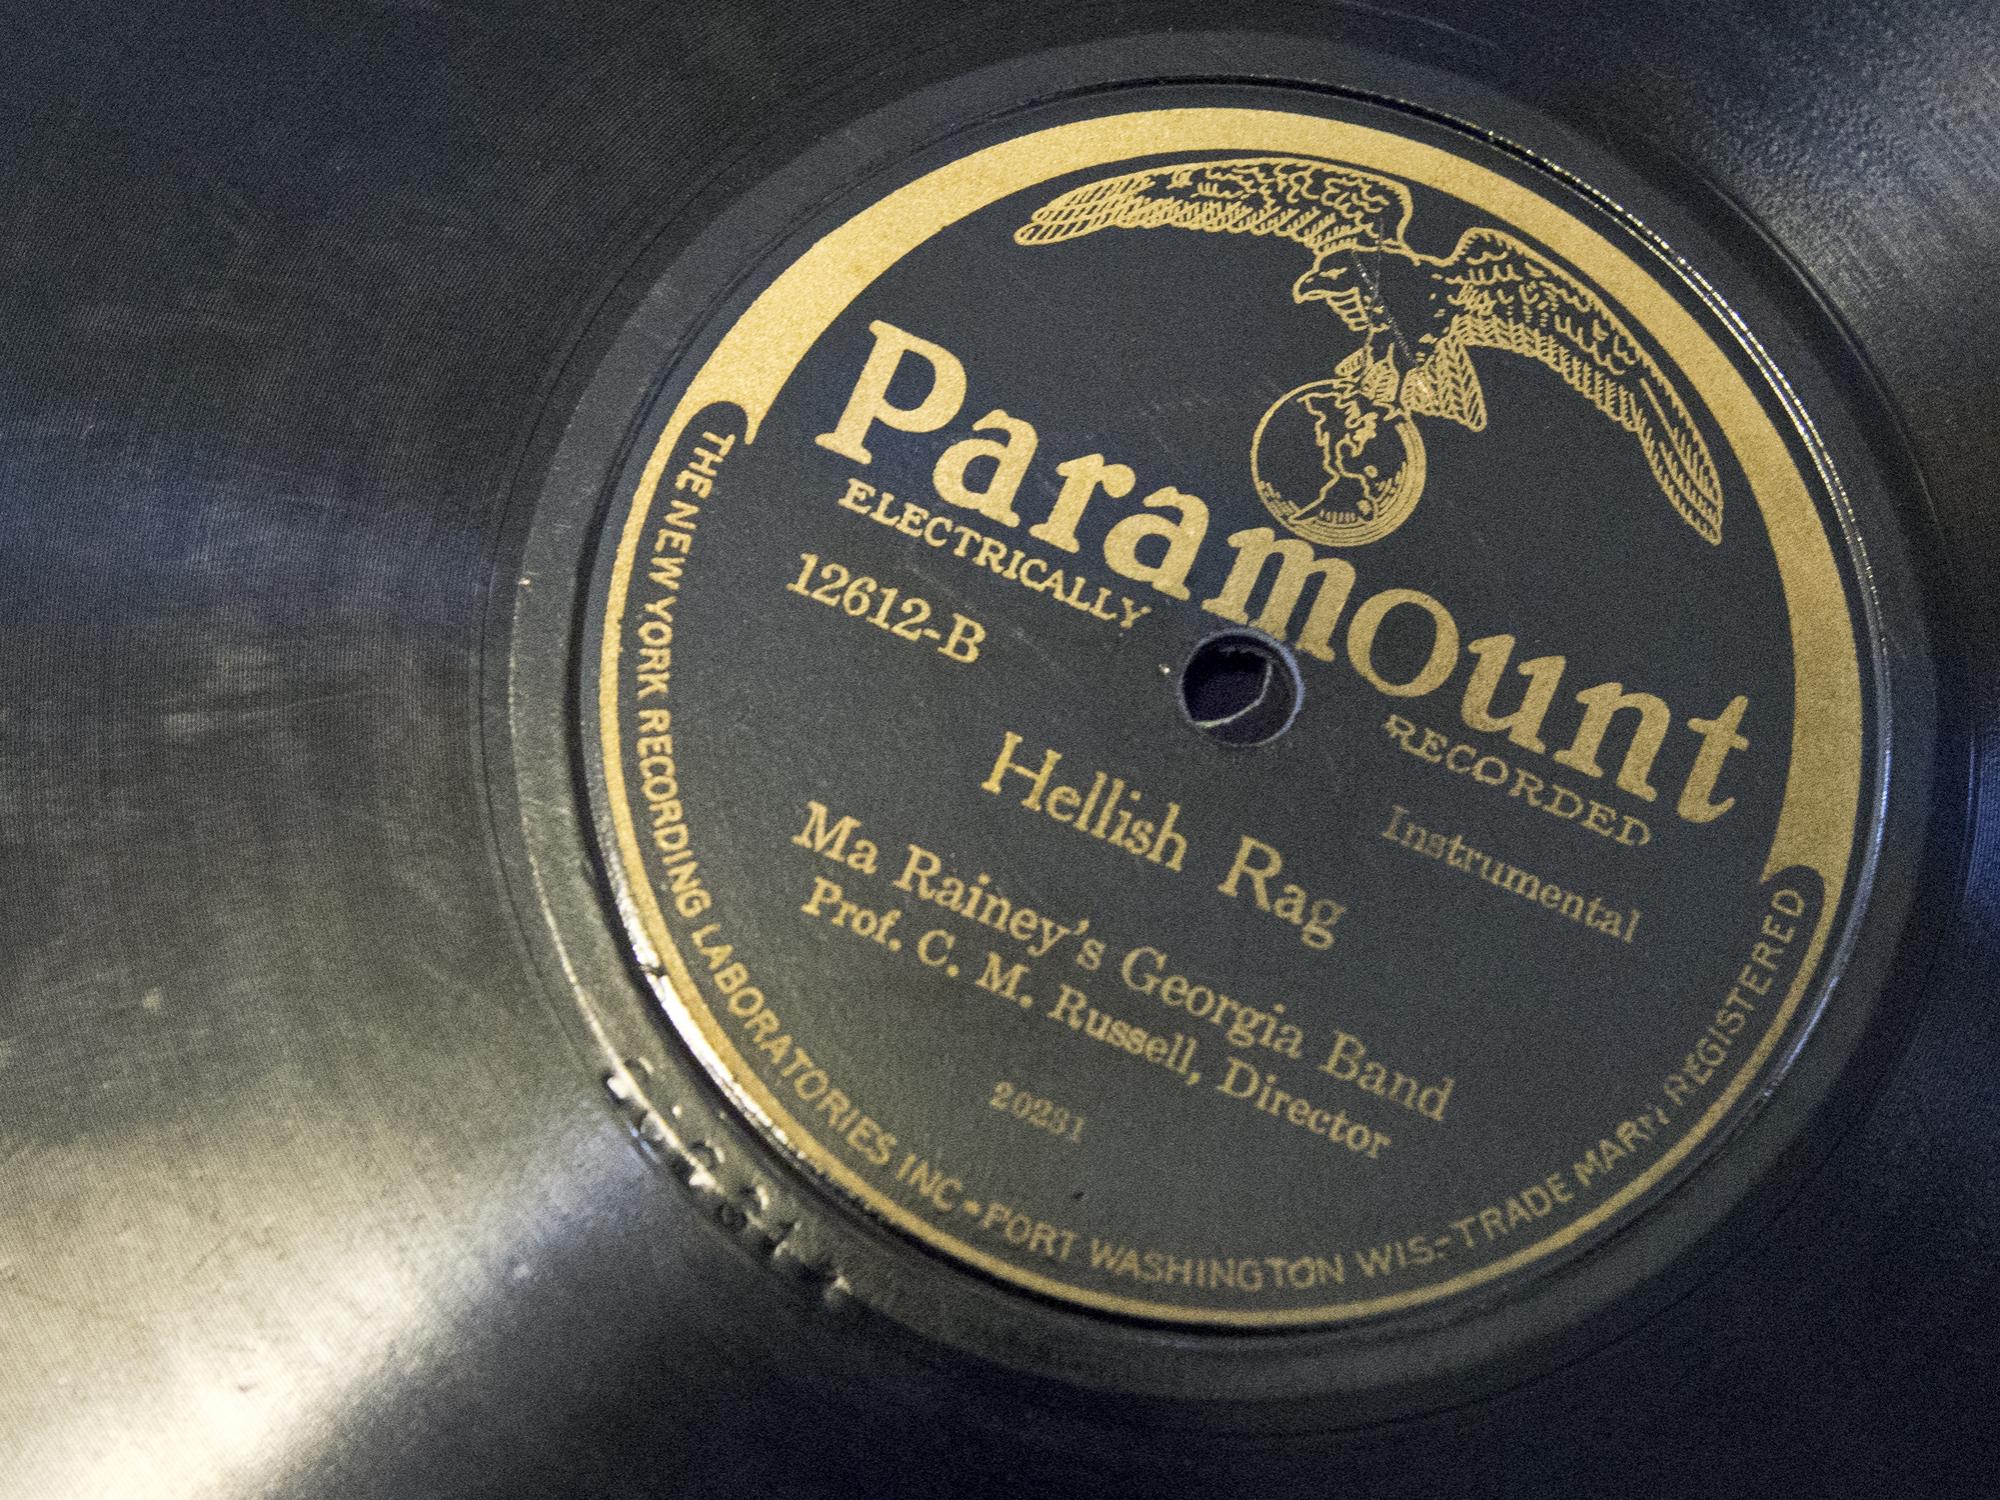 Paramount
ELECTRICALLY RECORDED
12612-B
Instrumental
Hellish Rag
Ma Rainey's Georgia Band
Prof. C. M. Russell, Director
20231
THE NEW YORK RECORDING LABORATORIES INC-PORT WASHINGTON WIS-TRADE MARK REGISTERED